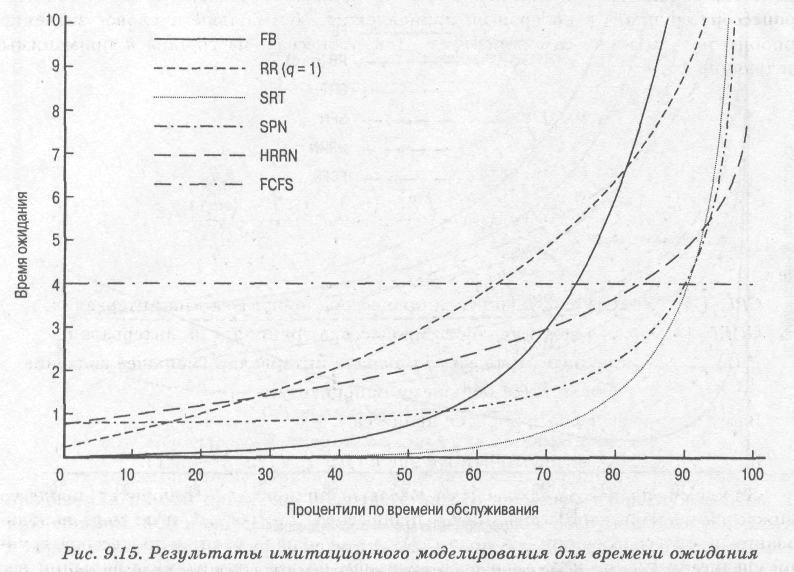 10
9
8
7
6
5
4
3
2
1
0
10
20
30
40
50
60
70
80
90
100
FB
RR (q = 1)
SRT
SPN
HRRN
FCFS
Время ожидания
Процентили по времени обслуживания
Рис. 9.15. Результаты имитационного моделирования для времени ожидания